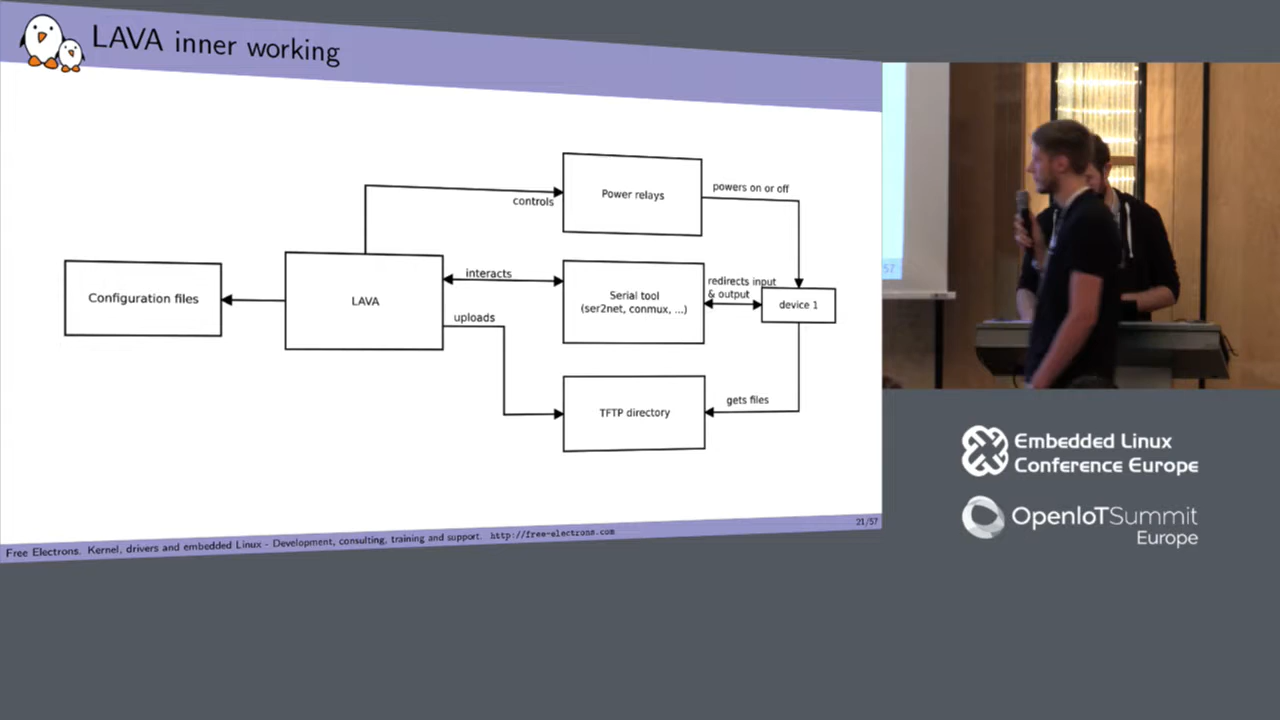 LAVA inner working
Power relays
powers on or off
controls
Configuration files
LAVA
interacts
Serial tool
(ser2net, conmux, ...)
redirects input
& output
device 1
uploads
TFTP directory
gets files
21/57
Free Electrons. Kernel, drivers and embedded Linux - Development, consulting, training and support. http://free-electrons.com
57
Embedded Linux
Conference Europe
OpenIoTSummit
Europe